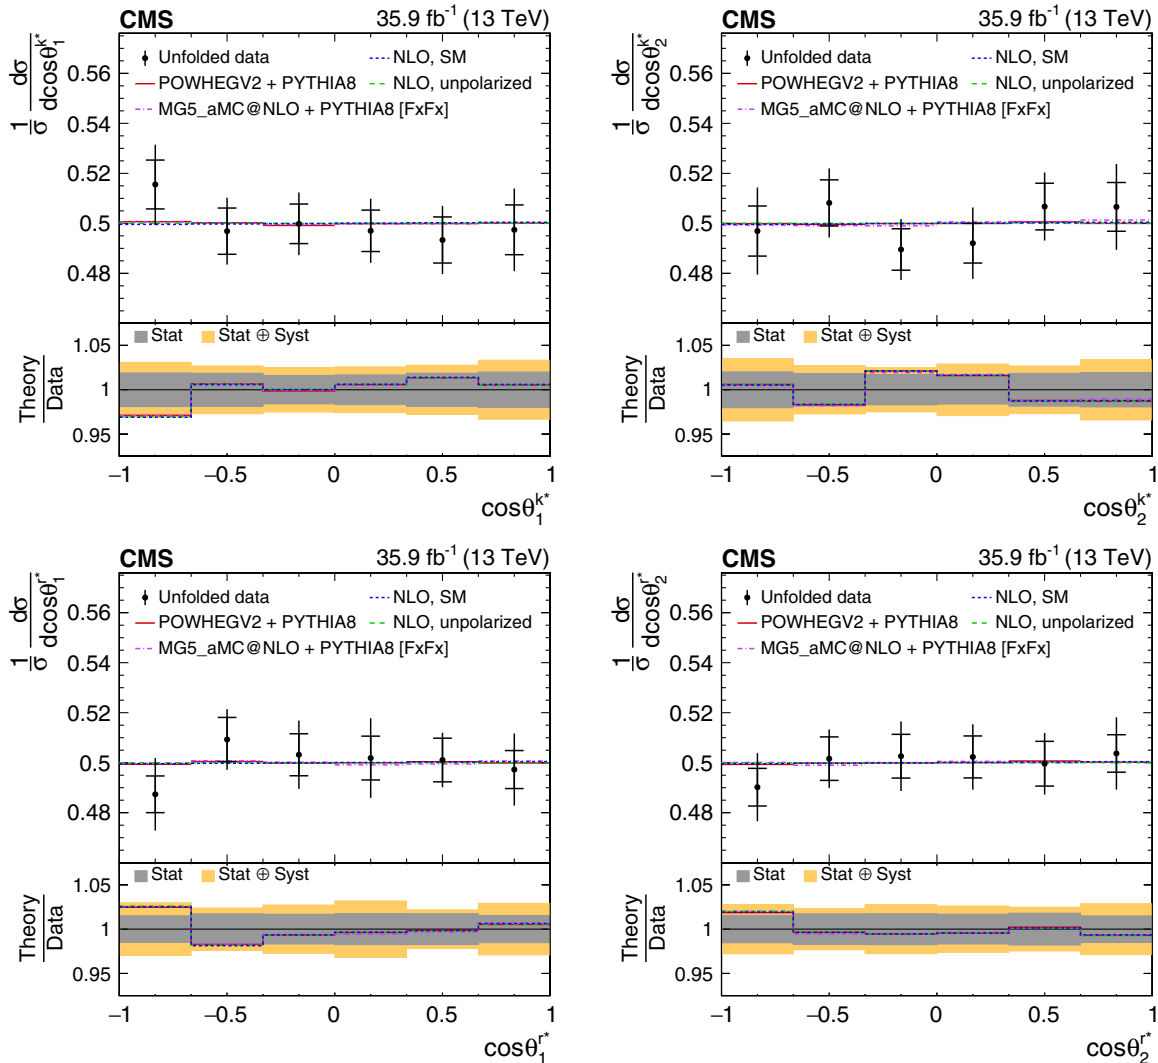 CMS 35.9 fb⁻¹ (13 TeV)
1/σ dσ/dcosθ₁ᵏ*
Unfolded data
NLO, SM
POWHEGV2 + PYTHIA8
NLO, unpolarized
MG5_aMC@NLO + PYTHIA8 [FxFx]
0.56
0.54
0.52
0.5
0.48
Stat
Stat ⊕ Syst
Theory/Data
1.05
1
0.95
−1 −0.5 0 0.5 1
cosθ₁ᵏ*
CMS 35.9 fb⁻¹ (13 TeV)
1/σ dσ/dcosθ₂ᵏ*
Unfolded data
NLO, SM
POWHEGV2 + PYTHIA8
NLO, unpolarized
MG5_aMC@NLO + PYTHIA8 [FxFx]
0.56
0.54
0.52
0.5
0.48
Stat
Stat ⊕ Syst
Theory/Data
1.05
1
0.95
−1 −0.5 0 0.5 1
cosθ₂ᵏ*
CMS 35.9 fb⁻¹ (13 TeV)
1/σ dσ/dcosθ₁ʳ*
Unfolded data
NLO, SM
POWHEGV2 + PYTHIA8
NLO, unpolarized
MG5_aMC@NLO + PYTHIA8 [FxFx]
0.56
0.54
0.52
0.5
0.48
Stat
Stat ⊕ Syst
Theory/Data
1.05
1
0.95
−1 −0.5 0 0.5 1
cosθ₁ʳ*
CMS 35.9 fb⁻¹ (13 TeV)
1/σ dσ/dcosθ₂ʳ*
Unfolded data
NLO, SM
POWHEGV2 + PYTHIA8
NLO, unpolarized
MG5_aMC@NLO + PYTHIA8 [FxFx]
0.56
0.54
0.52
0.5
0.48
Stat
Stat ⊕ Syst
Theory/Data
1.05
1
0.95
−1 −0.5 0 0.5 1
cosθ₂ʳ*